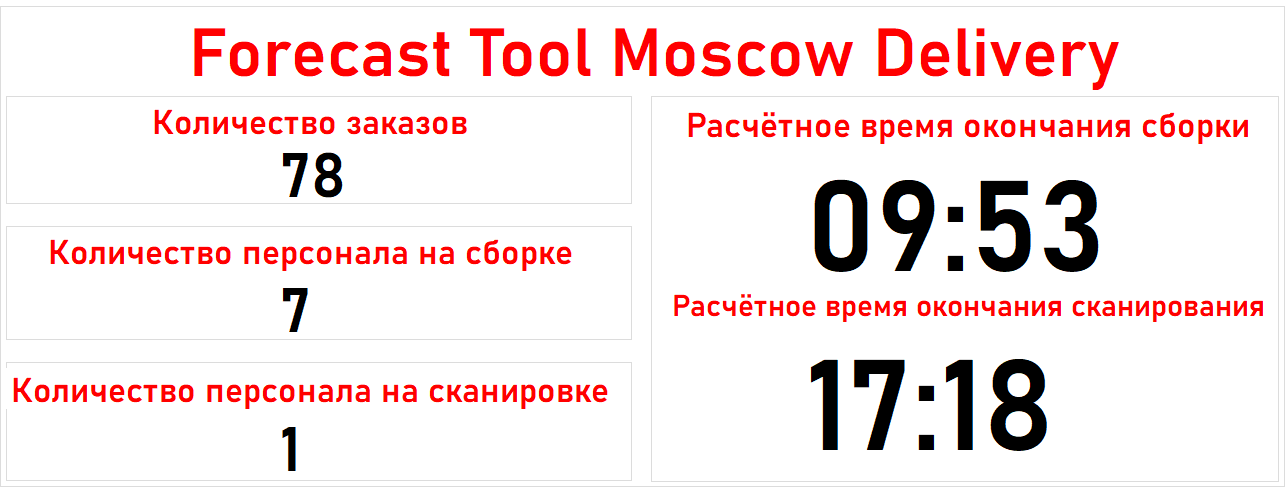 Forecast Tool Moscow Delivery
Количество заказов
78
Количество персонала на сборке
7
Количество персонала на сканировке
1
Расчётное время окончания сборки
09:53
Расчётное время окончания сканирования
17:18